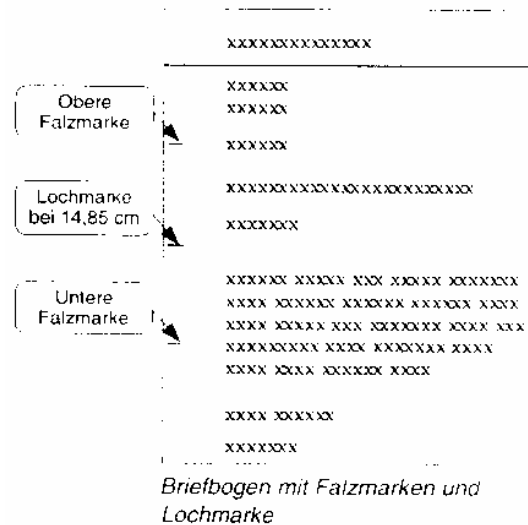 xxxxxxxxxxxxxx
xxxxxx
xxxxxx
Obere
Falzmarke
xxxxxx
xxxxxxxxxxxxxxxxxxxxxxxx
Lochmarke
bei 14,85 cm
xxxxxxx
xxxxxx xxxxx xxx xxxxx xxxxxxx
xxxx xxxxxx xxxxxx xxxxxx xxxx
Untere
Falzmarke
xxxx xxxxx xxx xxxxxxx xxxx xxx
xxxxxxxxx xxxx xxxxxxx xxxx
xxxx xxxx xxxxxx xxxx
xxxx xxxxxx
xxxxxxx
Briefbogen mit Falzmarken und
Lochmarke